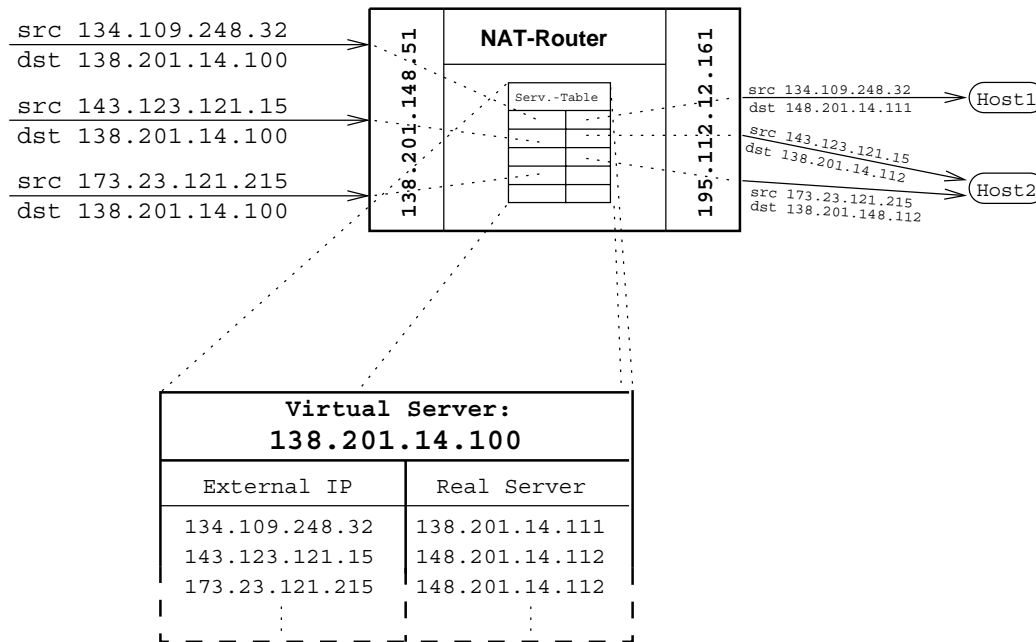 src 134.109.248.32
dst 138.201.14.100
src 143.123.121.15
dst 138.201.14.100
src 173.23.121.215
dst 138.201.14.100
138.201.148.51
NAT-Router
Serv.-Table
195.112.12.161
src 134.109.248.32
dst 148.201.14.111
Host1
src 143.123.121.15
dst 138.201.14.112
src 173.23.121.215
dst 138.201.148.112
Host2
Virtual Server:
138.201.14.100
External IP Real Server
134.109.248.32 138.201.14.111
143.123.121.15 148.201.14.112
173.23.121.215 148.201.14.112